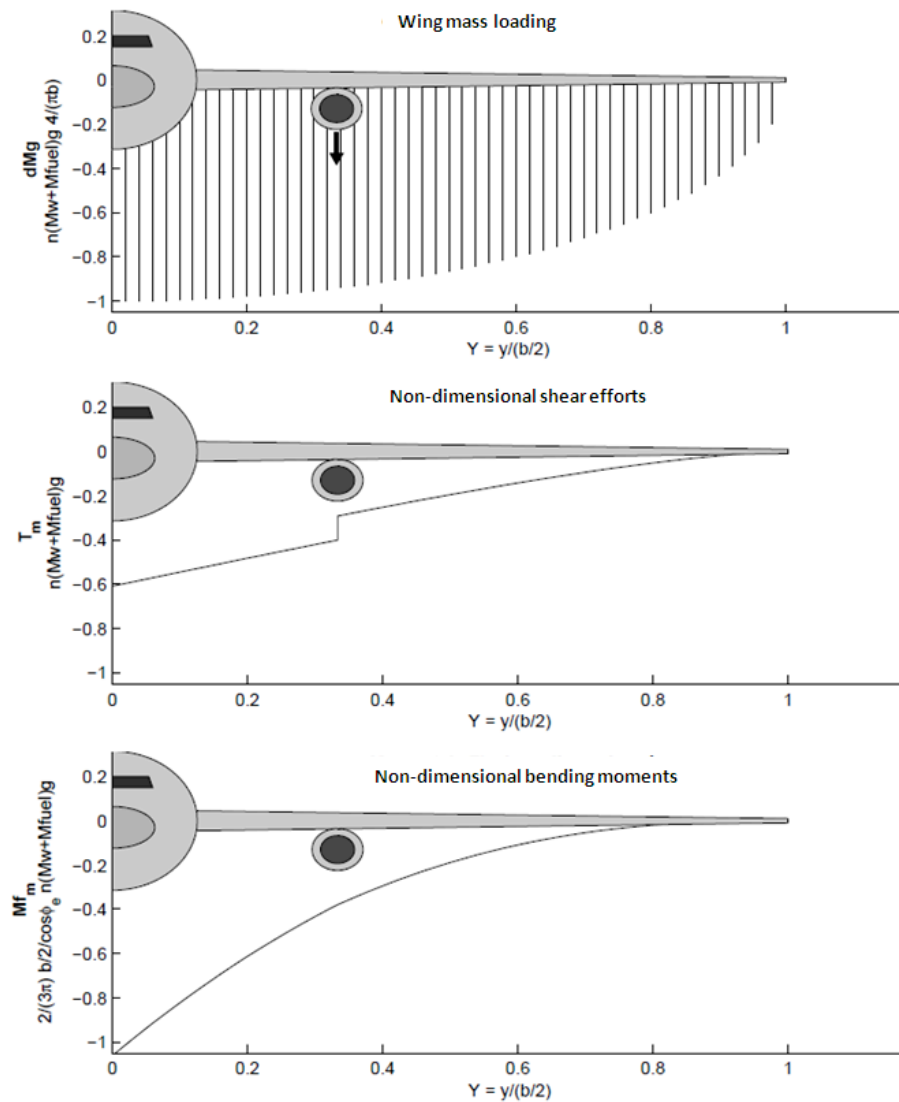 Wing mass loading
dMg
n(Mw+Mfuel)g 4/(πb)
0.2
0
−0.2
−0.4
−0.6
−0.8
−1
0 0.2 0.4 0.6 0.8 1
Y = y/(b/2)
Non-dimensional shear efforts
T_m
n(Mw+Mfuel)g
0.2
0
−0.2
−0.4
−0.6
−0.8
−1
0 0.2 0.4 0.6 0.8 1
Y = y/(b/2)
Non-dimensional bending moments
Mf_m
2/(3π) b/2/cosϕ_e n(Mw+Mfuel)g
0.2
0
−0.2
−0.4
−0.6
−0.8
−1
0 0.2 0.4 0.6 0.8 1
Y = y/(b/2)